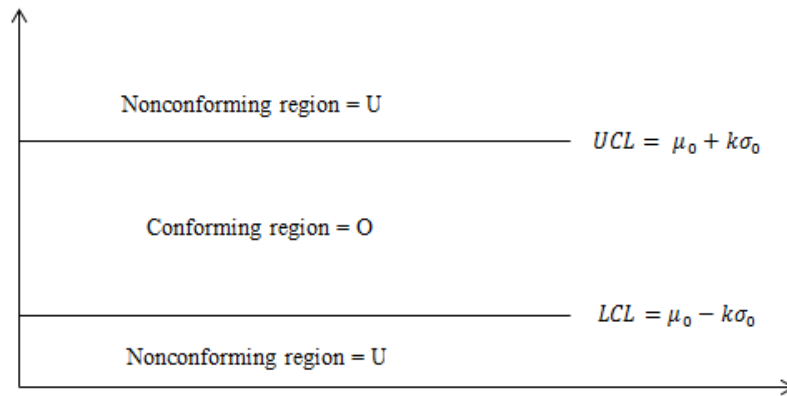 Nonconforming region = U
UCL = μ₀ + kσ₀
Conforming region = O
LCL = μ₀ − kσ₀
Nonconforming region = U